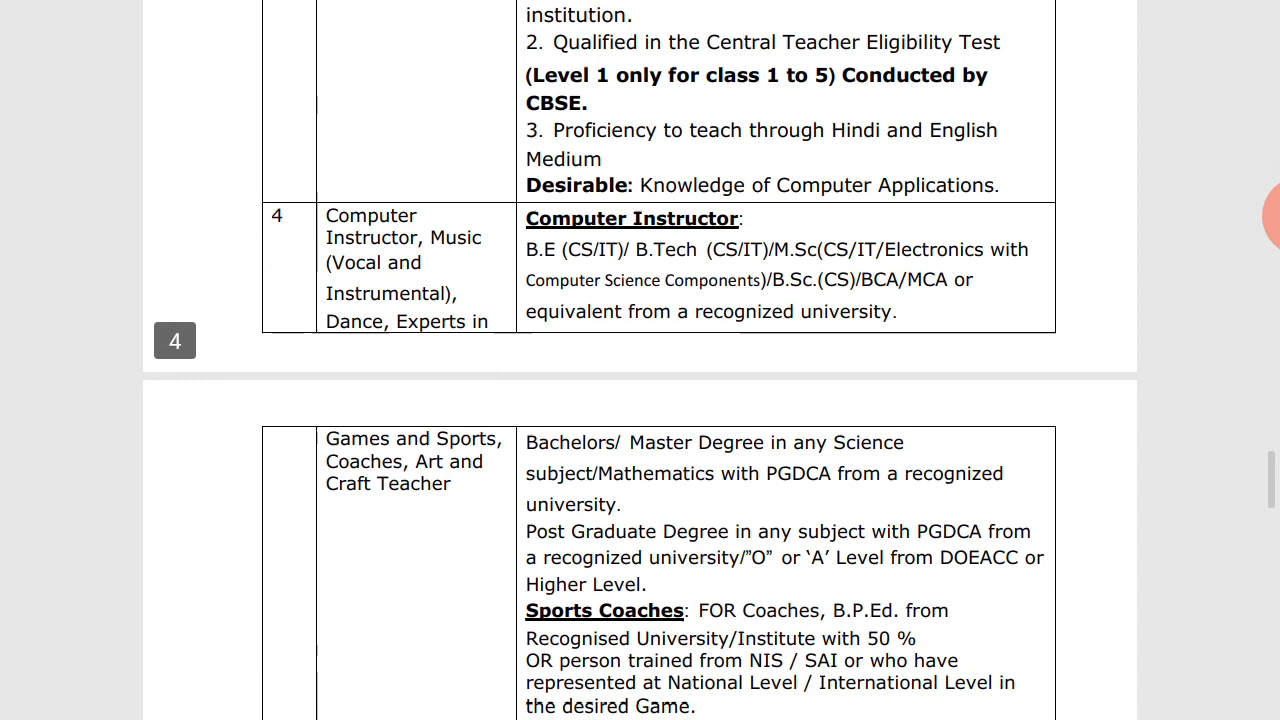 institution.
2. Qualified in the Central Teacher Eligibility Test
(Level 1 only for class 1 to 5) Conducted by
CBSE.
3. Proficiency to teach through Hindi and English
Medium
Desirable: Knowledge of Computer Applications.
4
Computer
Instructor, Music
(Vocal and
Instrumental),
Dance, Experts in
Computer Instructor:
B.E (CS/IT)/ B.Tech (CS/IT)/M.Sc(CS/IT/Electronics with
Computer Science Components)/B.Sc.(CS)/BCA/MCA or
equivalent from a recognized university.
4
Games and Sports,
Coaches, Art and
Craft Teacher
Bachelors/ Master Degree in any Science
subject/Mathematics with PGDCA from a recognized
university.
Post Graduate Degree in any subject with PGDCA from
a recognized university/”O” or ‘A’ Level from DOEACC or
Higher Level.
Sports Coaches: FOR Coaches, B.P.Ed. from
Recognised University/Institute with 50 %
OR person trained from NIS / SAI or who have
represented at National Level / International Level in
the desired Game.